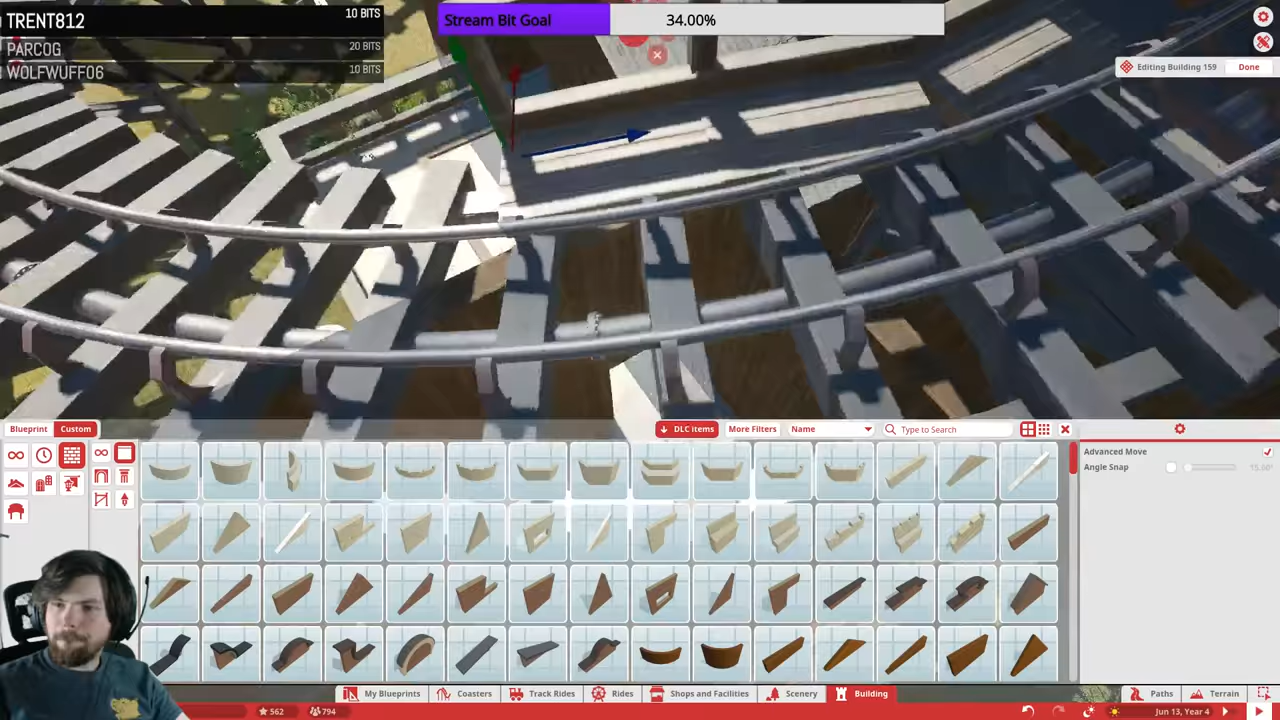 TRENT812 10 BITS
PARCOG 20 BITS
WOLFWUFF06 10 BITS
Stream Bit Goal 34.00%
Editing Building 159 Done
Blueprint Custom
DLC items More Filters Name Type to Search
Advanced Move
Angle Snap 15.00°
My Blueprints Coasters Track Rides Rides Shops and Facilities Scenery Building Paths Terrain
562 794 Jun 13, Year 4